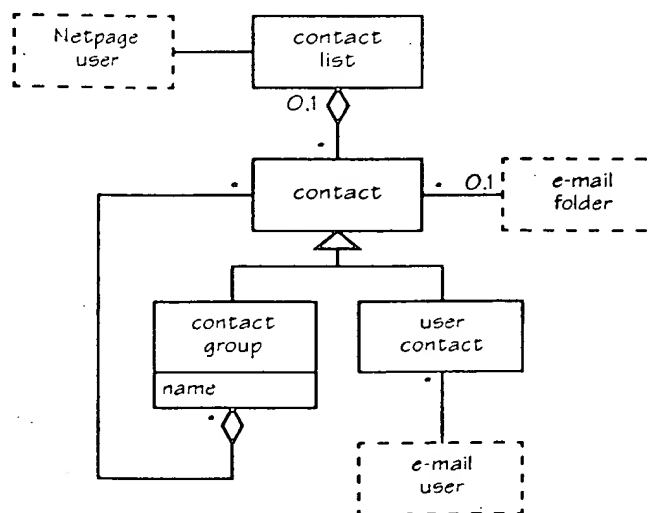 Netpage
user
contact
list
0.1
*
*
contact
*
0.1
e-mail
folder
contact
group
name
*
user
contact
*
e-mail
user